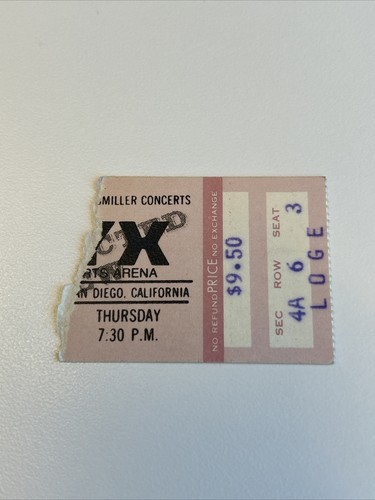 SMILLER CONCERTS
YX
RTS ARENA
N DIEGO, CALIFORNIA
THURSDAY
7:30 P.M.
NO REFUND PRICE NO EXCHANGE
$9.50
SEC ROW SEAT
4A 6 3
LOGE